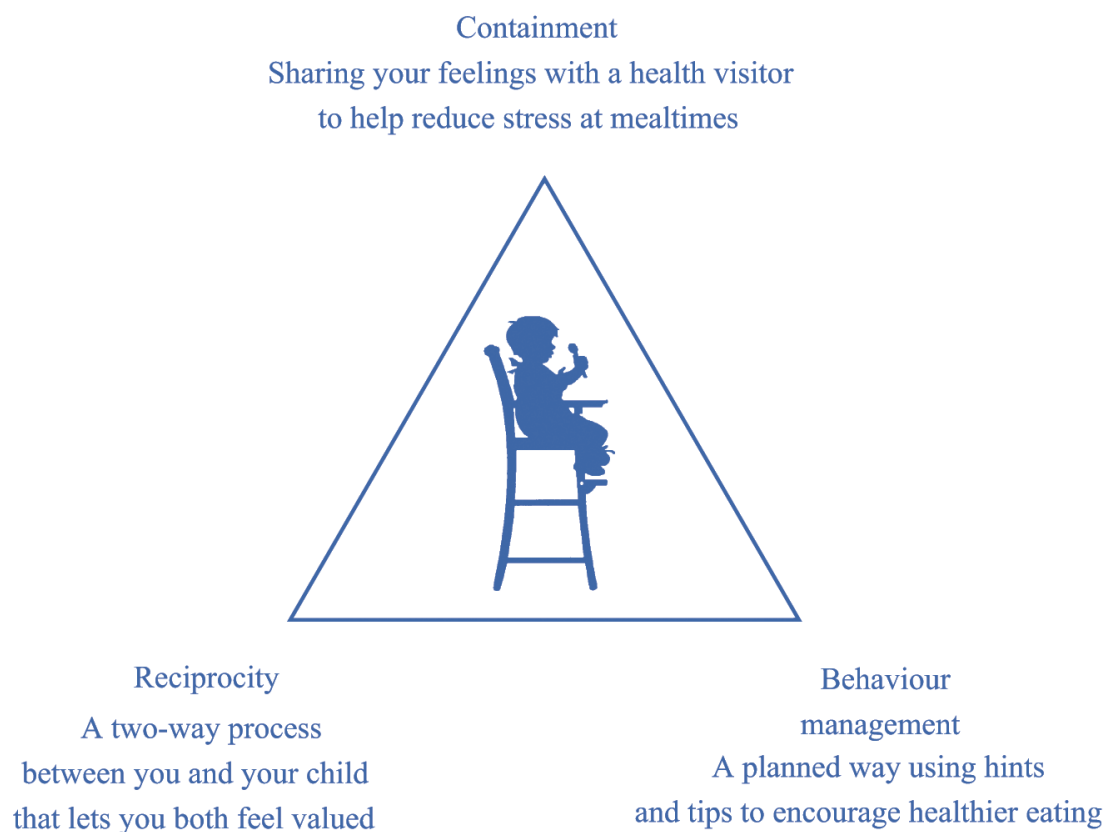 Containment
Sharing your feelings with a health visitor
to help reduce stress at mealtimes
Reciprocity
A two-way process
between you and your child
that lets you both feel valued
Behaviour
management
A planned way using hints
and tips to encourage healthier eating